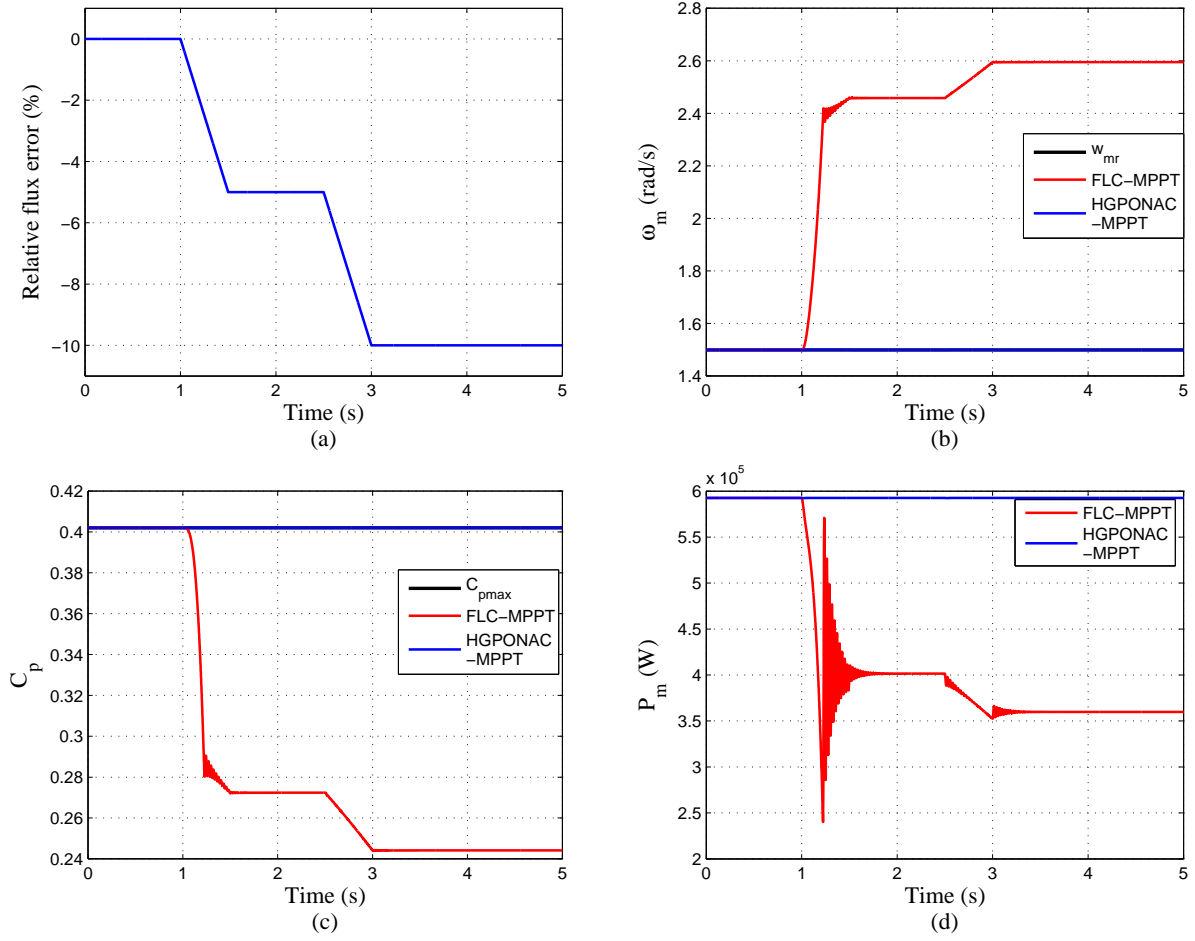 Relative flux error (%)
0
−2
−4
−6
−8
−10
0 1 2 3 4 5
Time (s)
(a)
ω_m (rad/s)
2.8
2.6
2.4
2.2
2
1.8
1.6
1.4
w_mr
FLC−MPPT
HGPONAC
−MPPT
0 1 2 3 4 5
Time (s)
(b)
C_p
0.42
0.4
0.38
0.36
0.34
0.32
0.3
0.28
0.26
0.24
C_pmax
FLC−MPPT
HGPONAC
−MPPT
0 1 2 3 4 5
Time (s)
(c)
x 10^5
P_m (W)
6
5.5
5
4.5
4
3.5
3
2.5
2
FLC−MPPT
HGPONAC
−MPPT
0 1 2 3 4 5
Time (s)
(d)